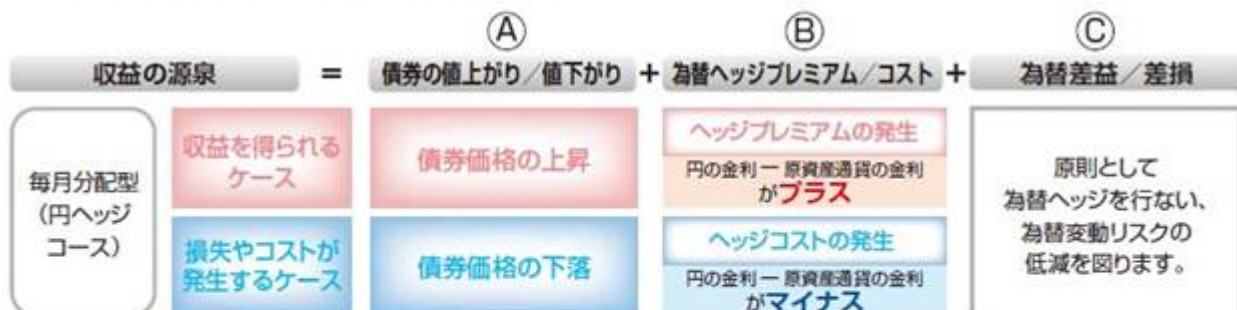 Ⓐ Ⓑ Ⓒ
収益の源泉 = 債券の値上がり／値下がり + 為替ヘッジプレミアム／コスト + 為替差益／差損
毎月分配型
（円ヘッジ
コース）
収益を得られる
ケース
債券価格の上昇
ヘッジプレミアムの発生
円の金利 ー 原資産通貨の金利
がプラス
損失やコストが
発生するケース
債券価格の下落
ヘッジコストの発生
円の金利 ー 原資産通貨の金利
がマイナス
原則として
為替ヘッジを行ない、
為替変動リスクの
低減を図ります。